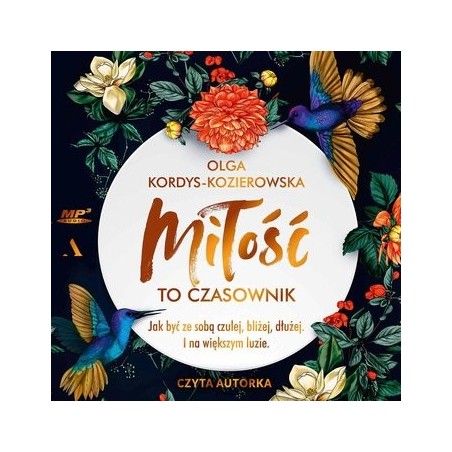 OLGA
KORDYS-KOZIEROWSKA
MiŁOŚĆ
TO CZASOWNIK
Jak być ze sobą czulej, bliżej, dłużej.
I na większym luzie.
CZYTA AUTORKA
MP3
AUDIO
A